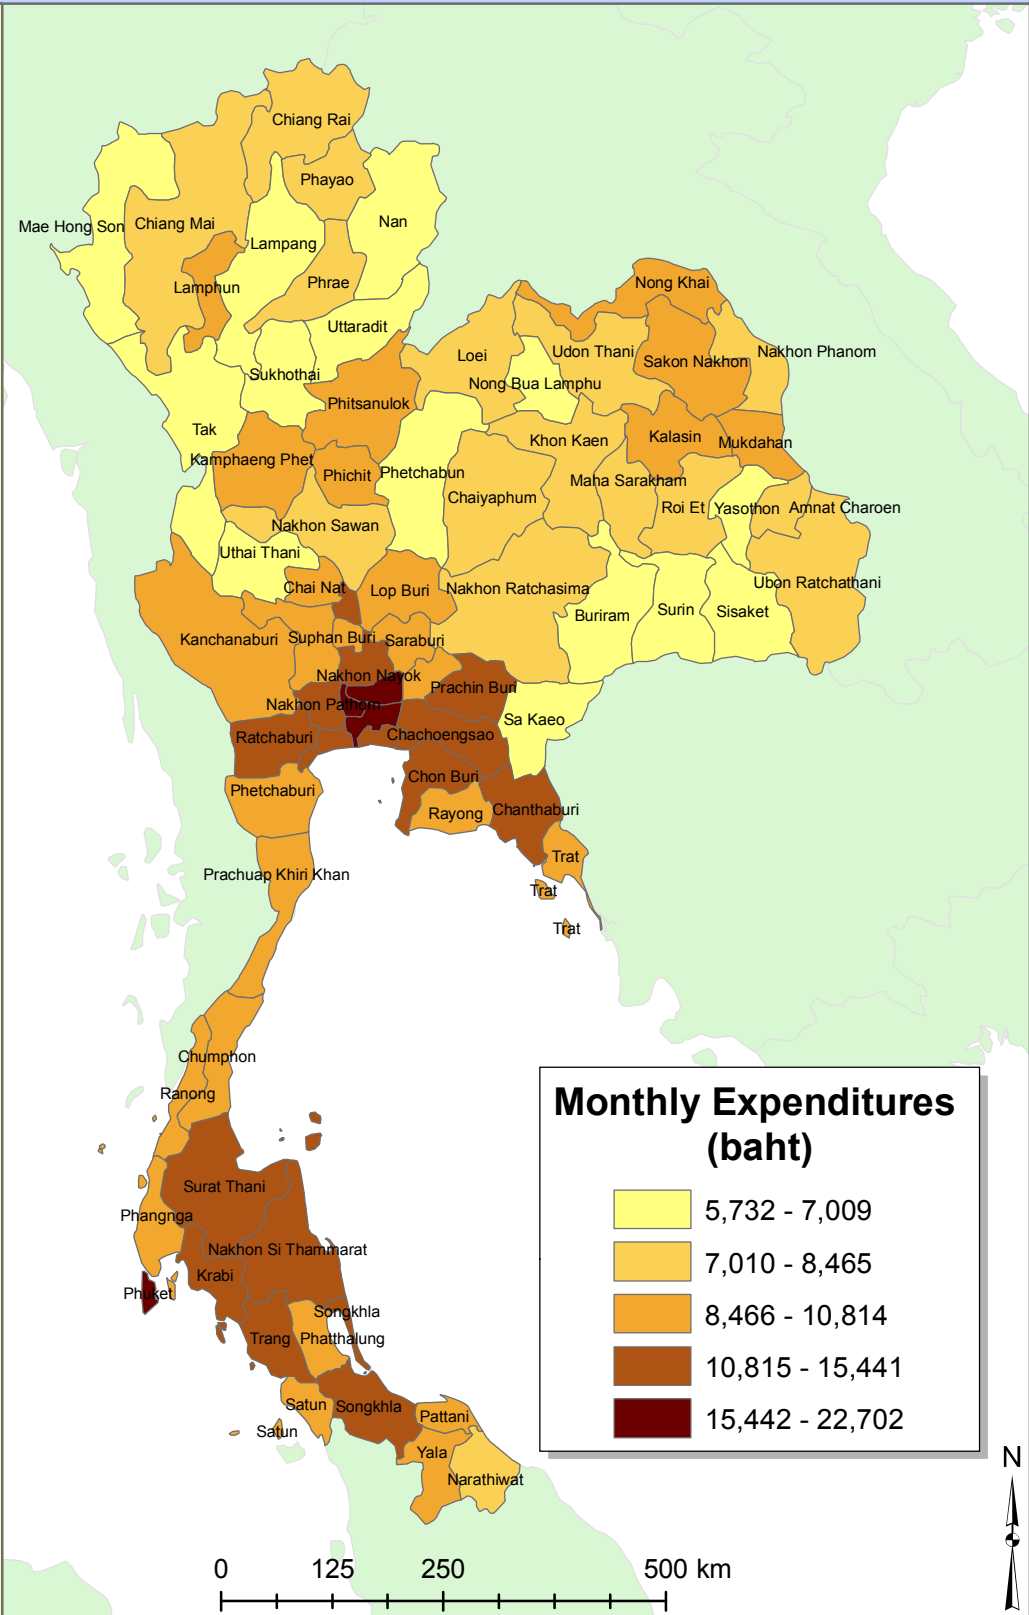 Chiang Rai
Phayao
Mae Hong Son
Chiang Mai
Nan
Lampang
Lamphun
Phrae
Nong Khai
Uttaradit
Loei
Udon Thani
Nakhon Phanom
Sakon Nakhon
Sukhothai
Nong Bua Lamphu
Phitsanulok
Tak
Khon Kaen
Kalasin
Mukdahan
Kamphaeng Phet
Phichit
Phetchabun
Maha Sarakham
Chaiyaphum
Roi Et
Yasothon
Amnat Charoen
Nakhon Sawan
Uthai Thani
Chai Nat
Lop Buri
Nakhon Ratchasima
Ubon Ratchathani
Buriram
Surin
Sisaket
Kanchanaburi
Suphan Buri
Saraburi
Nakhon Nayok
Prachin Buri
Nakhon Pathom
Sa Kaeo
Ratchaburi
Chachoengsao
Chon Buri
Phetchaburi
Rayong
Chanthaburi
Trat
Prachuap Khiri Khan
Trat
Trat
Chumphon
Ranong
Surat Thani
Phangnga
Nakhon Si Thammarat
Krabi
Phuket
Songkhla
Trang
Phatthalung
Satun
Songkhla
Pattani
Satun
Yala
Narathiwat
Monthly Expenditures
(baht)
5,732 - 7,009
7,010 - 8,465
8,466 - 10,814
10,815 - 15,441
15,442 - 22,702
N
0 125 250 500 km